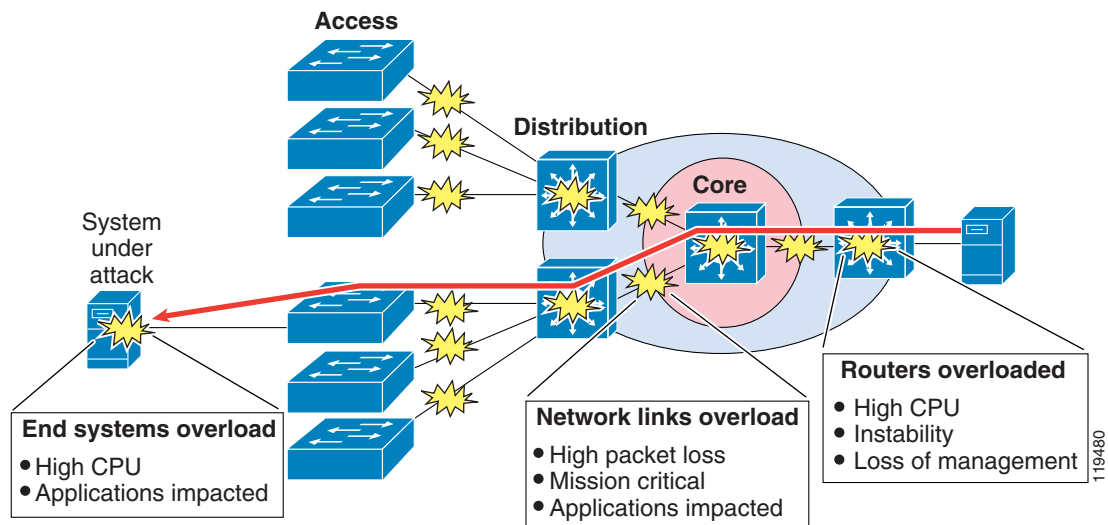 Access
Distribution
Core
System
under
attack
End systems overload
● High CPU
● Applications impacted
Network links overload
● High packet loss
● Mission critical
● Applications impacted
Routers overloaded
● High CPU
● Instability
● Loss of management
119480